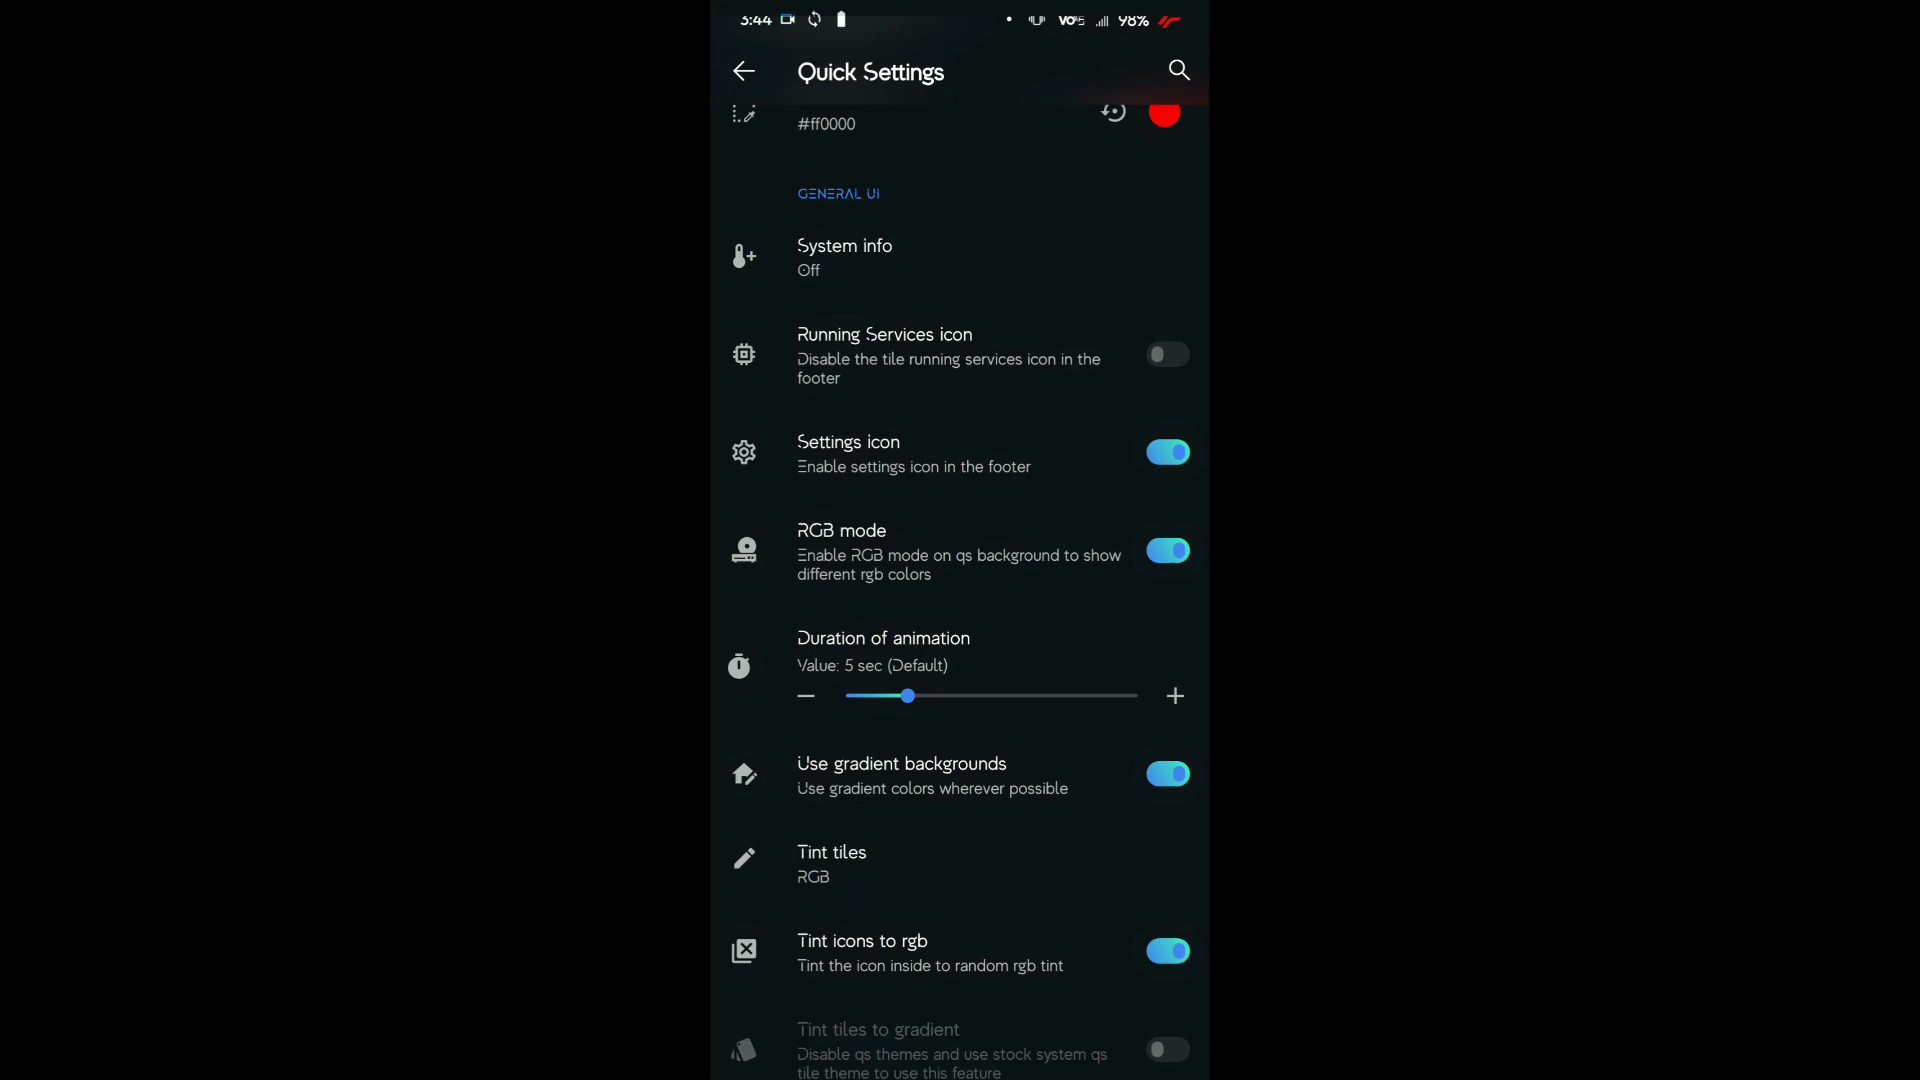 3:44 98%
Quick Settings
#ff0000
GENERAL UI
System info
Off
Running Services icon
Disable the tile running services icon in the
footer
Settings icon
Enable settings icon in the footer
RGB mode
Enable RGB mode on qs background to show
different rgb colors
Duration of animation
Value: 5 sec (Default)
Use gradient backgrounds
Use gradient colors wherever possible
Tint tiles
RGB
Tint icons to rgb
Tint the icon inside to random rgb tint
Tint tiles to gradient
Disable qs themes and use stock system qs
tile theme to use this feature